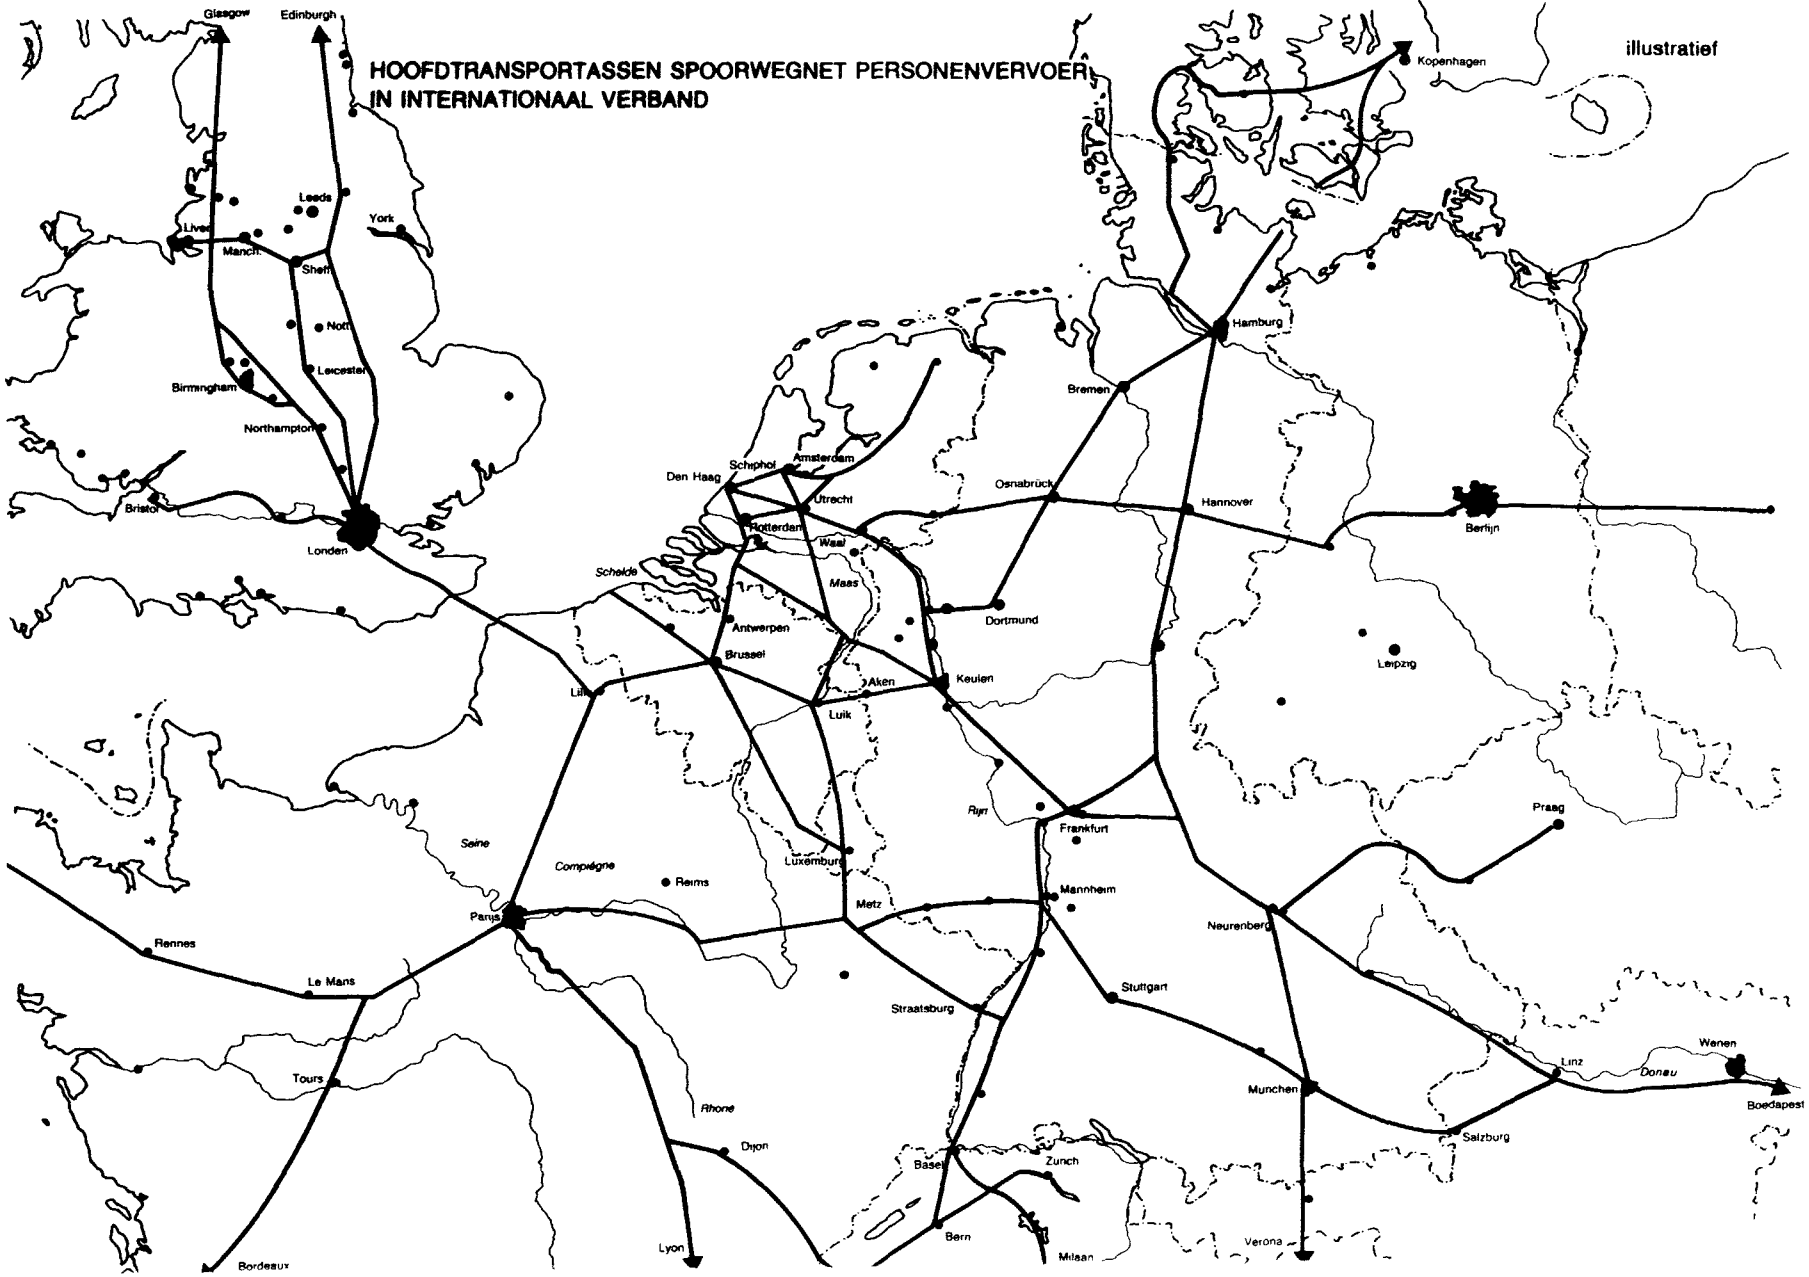 Glasgow
Edinburgh
HOOFDTRANSPORTASSEN SPOORWEGNET PERSONENVERVOER
IN INTERNATIONAAL VERBAND
illustratief
Kopenhagen
Leeds
York
Liver
Manch.
Sheff
Nott
Leicester
Birmingham
Northampton
Bristol
Londen
Hamburg
Bremen
Schiphol
Amsterdam
Den Haag
Utrecht
Rotterdam
Waal
Osnabrück
Hannover
Berlijn
Schelde
Maas
Dortmund
Antwerpen
Brussel
Leipzig
Lille
Aken
Keulen
Luik
Rijn
Frankfurt
Praag
Seine
Compiègne
Luxemburg
Reims
Metz
Mannheim
Parijs
Neurenberg
Rennes
Le Mans
Stuttgart
Straatsburg
Tours
Linz
Wenen
Donau
Munchen
Boedapest
Rhone
Dijon
Basel
Zurich
Salzburg
Bern
Lyon
Milaan
Verona
Bordeaux